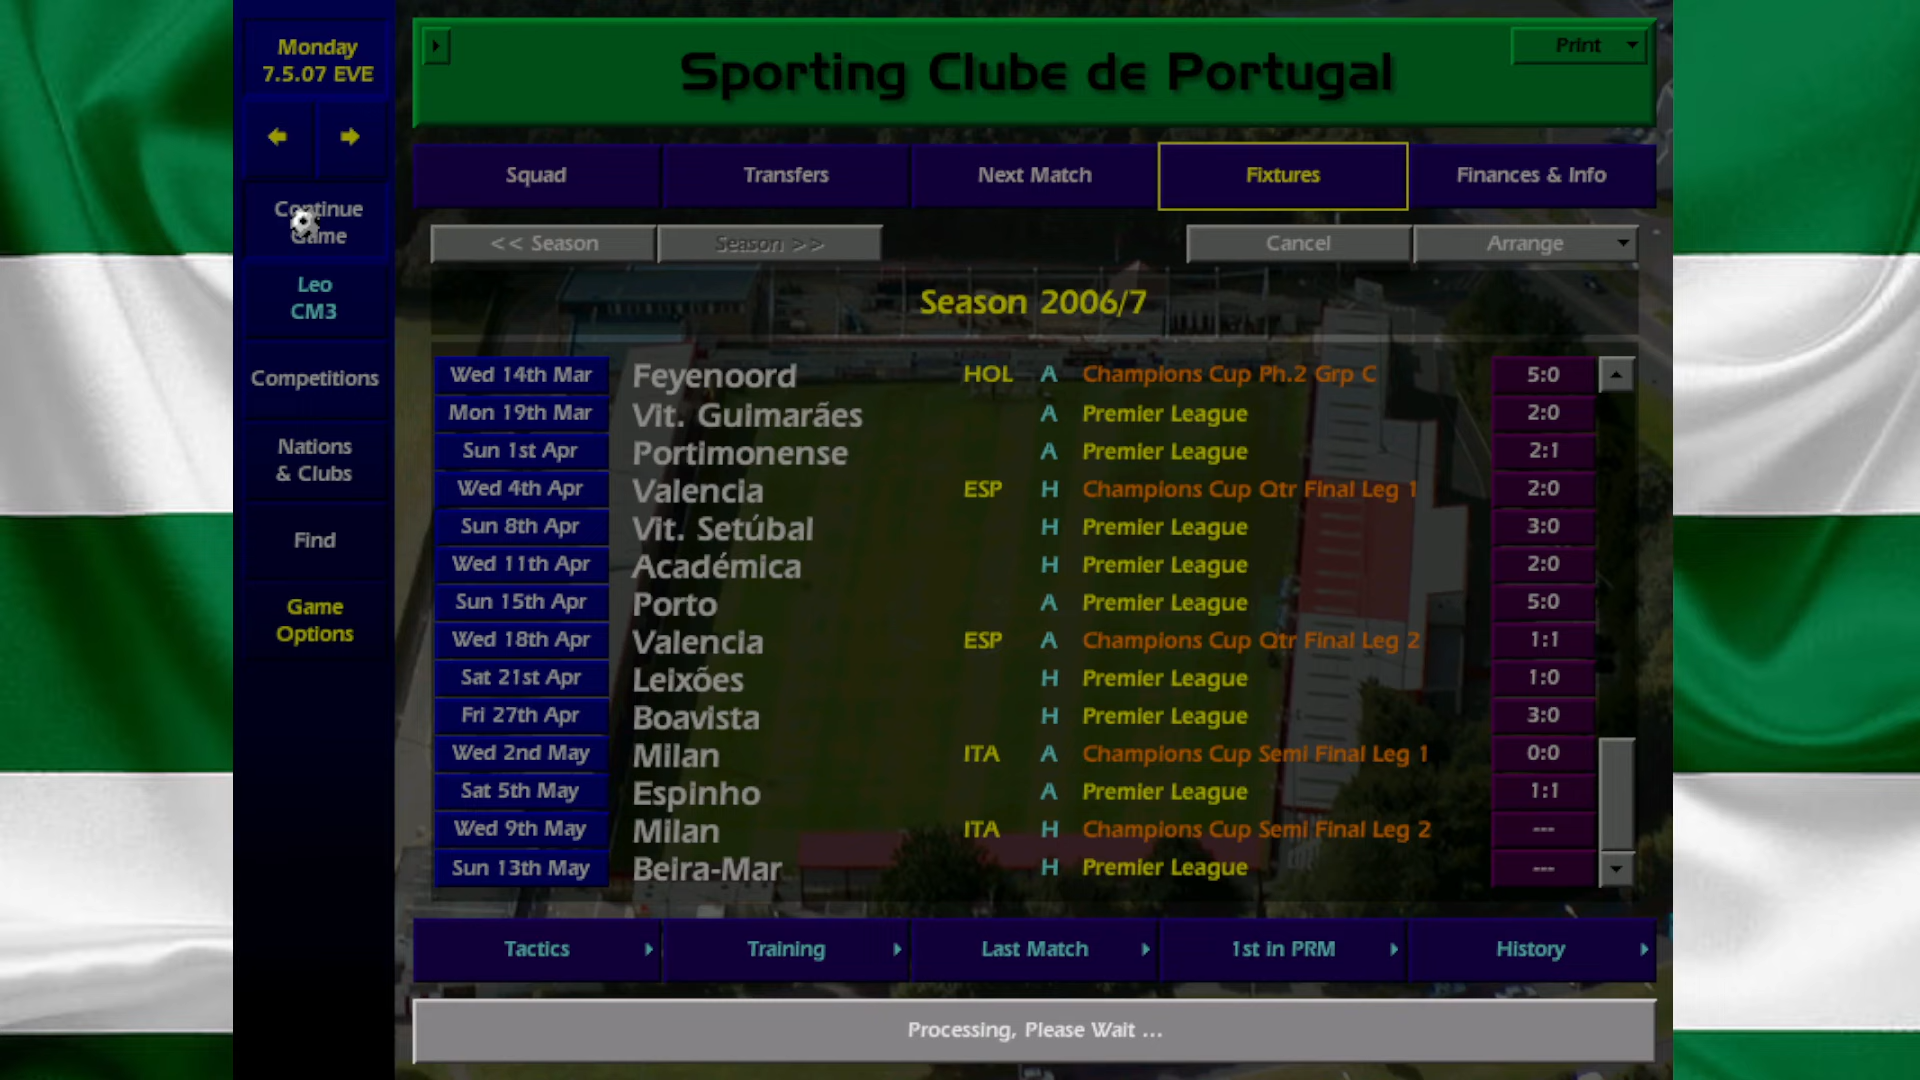 Monday
7.5.07 EVE
Continue
Game
Leo
CM3
Competitions
Nations
& Clubs
Find
Game
Options
Sporting Clube de Portugal
Print
Squad Transfers Next Match Fixtures Finances & Info
<< Season Season >> Cancel Arrange
Season 2006/7
Wed 14th Mar Feyenoord HOL A Champions Cup Ph.2 Grp C 5:0
Mon 19th Mar Vit. Guimarães A Premier League 2:0
Sun 1st Apr Portimonense A Premier League 2:1
Wed 4th Apr Valencia ESP H Champions Cup Qtr Final Leg 1 2:0
Sun 8th Apr Vit. Setúbal H Premier League 3:0
Wed 11th Apr Académica H Premier League 2:0
Sun 15th Apr Porto A Premier League 5:0
Wed 18th Apr Valencia ESP A Champions Cup Qtr Final Leg 2 1:1
Sat 21st Apr Leixões H Premier League 1:0
Fri 27th Apr Boavista H Premier League 3:0
Wed 2nd May Milan ITA A Champions Cup Semi Final Leg 1 0:0
Sat 5th May Espinho A Premier League 1:1
Wed 9th May Milan ITA H Champions Cup Semi Final Leg 2 ---
Sun 13th May Beira-Mar H Premier League ---
Tactics Training Last Match 1st in PRM History
Processing, Please Wait ...